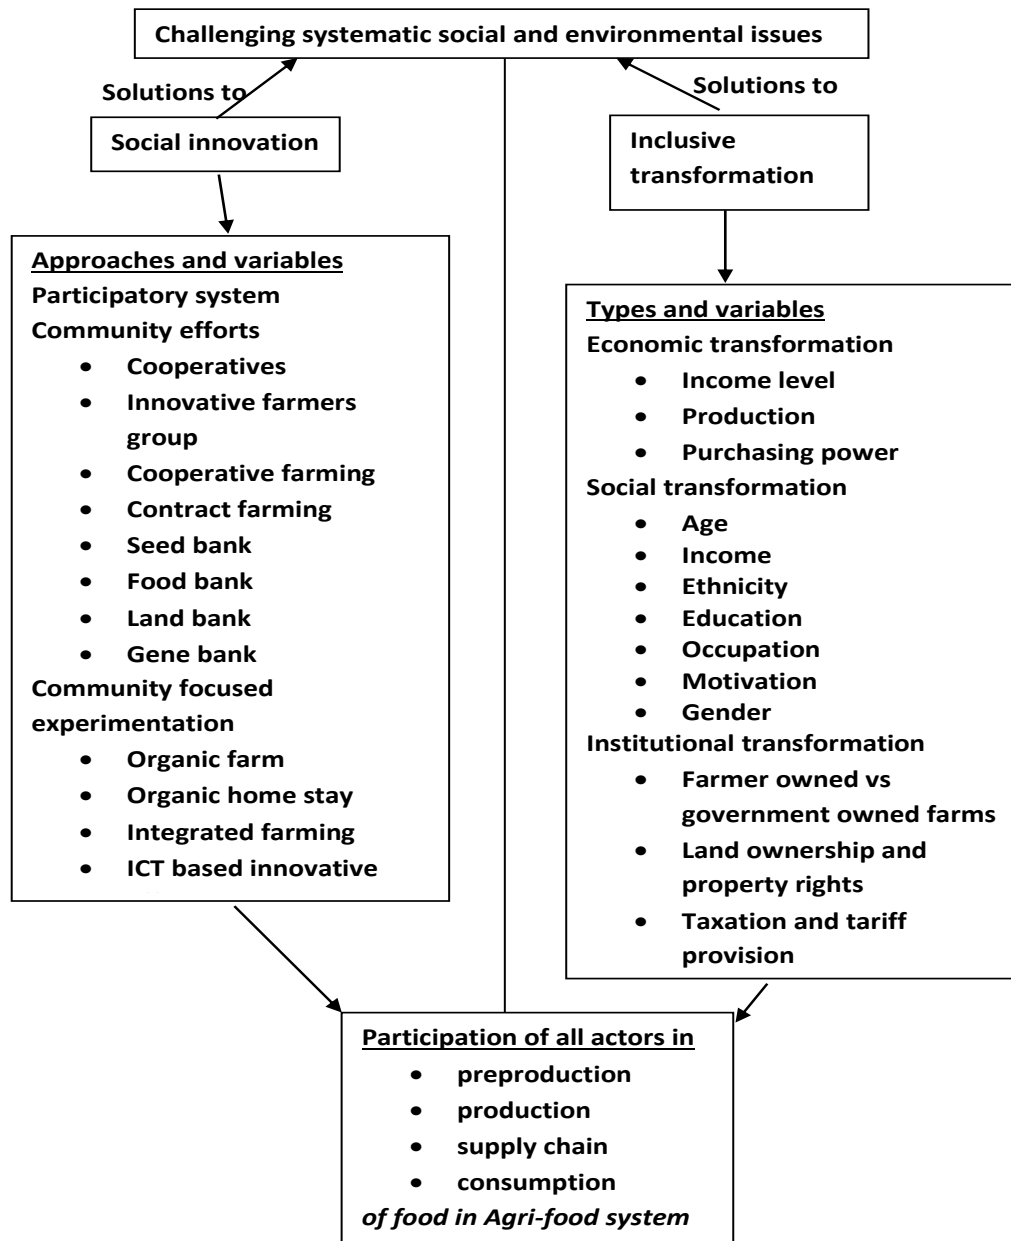 Challenging systematic social and environmental issues
Solutions to
Solutions to
Social innovation
Inclusive
transformation
Approaches and variables
Participatory system
Community efforts
• Cooperatives
• Innovative farmers
group
• Cooperative farming
• Contract farming
• Seed bank
• Food bank
• Land bank
• Gene bank
Community focused
experimentation
• Organic farm
• Organic home stay
• Integrated farming
• ICT based innovative
Types and variables
Economic transformation
• Income level
• Production
• Purchasing power
Social transformation
• Age
• Income
• Ethnicity
• Education
• Occupation
• Motivation
• Gender
Institutional transformation
• Farmer owned vs
government owned farms
• Land ownership and
property rights
• Taxation and tariff
provision
Participation of all actors in
• preproduction
• production
• supply chain
• consumption
of food in Agri-food system